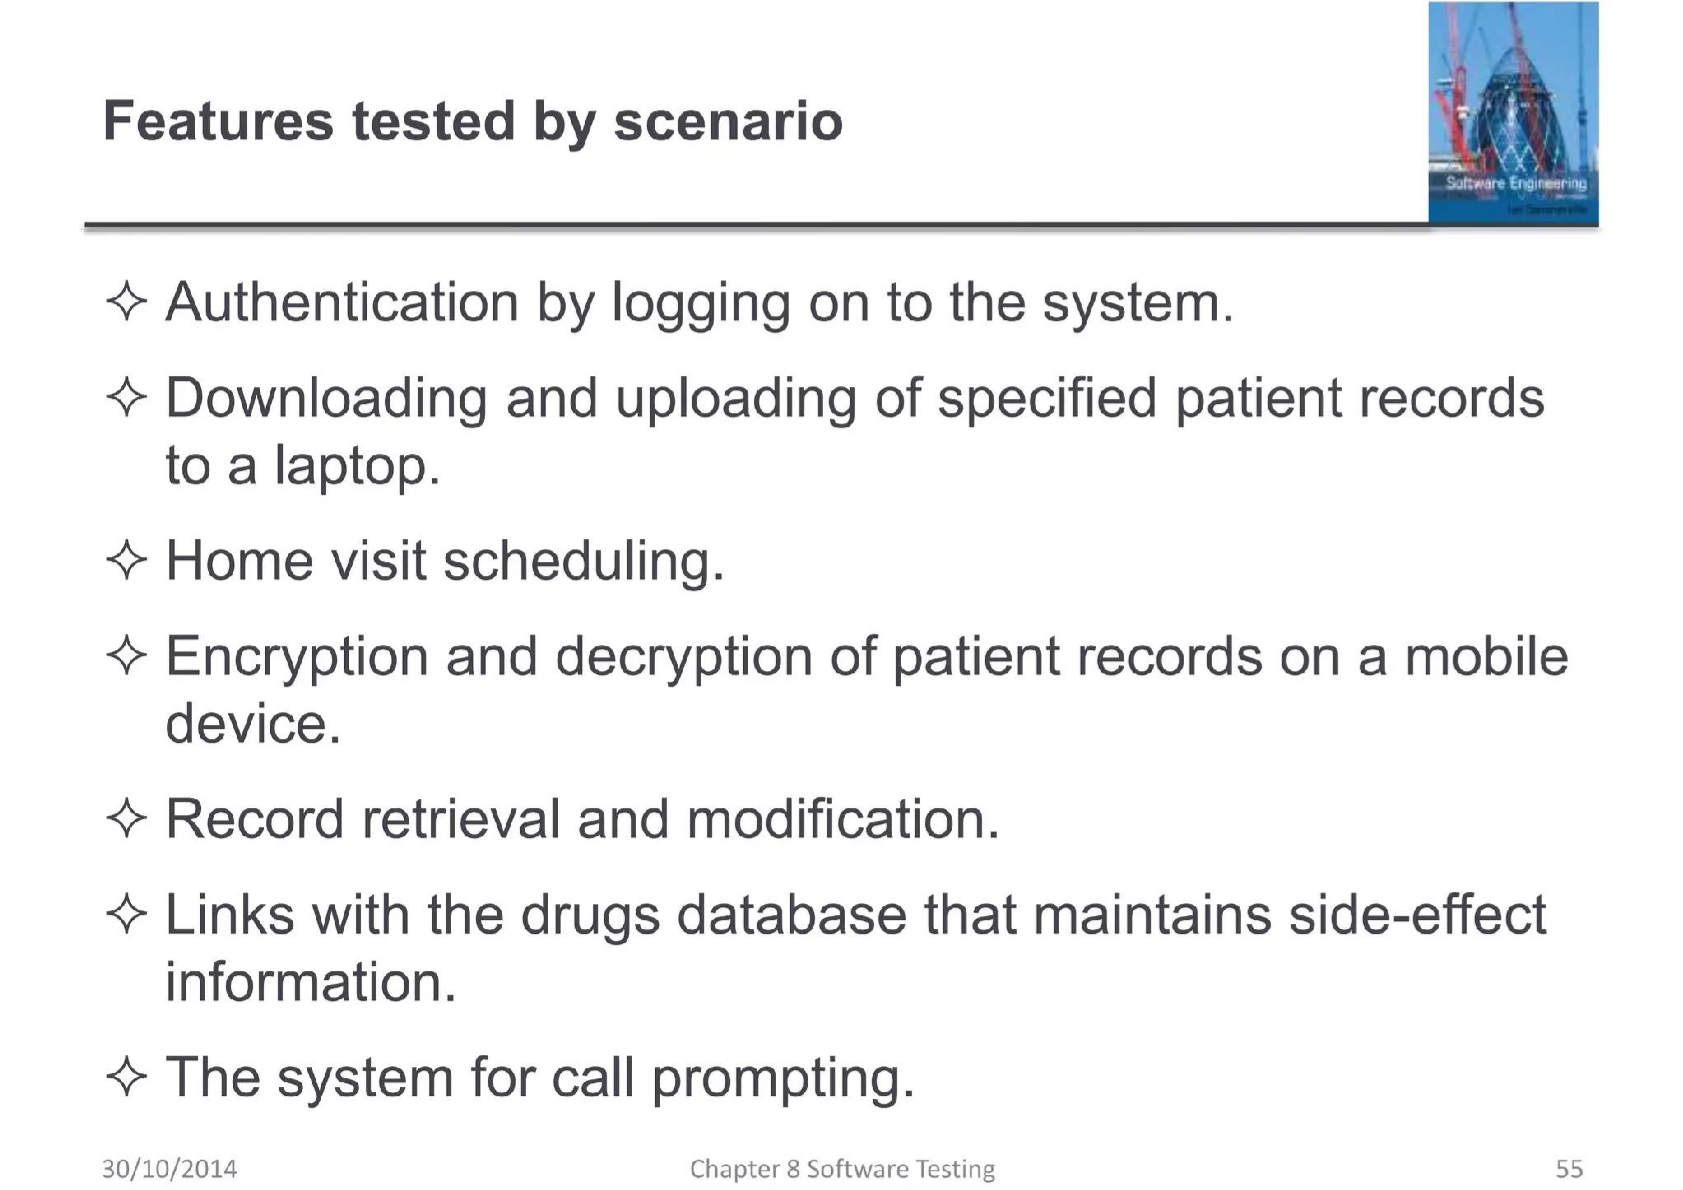 Features tested by scenario
Software Engineering
Authentication by logging on to the system.
Downloading and uploading of specified patient records
to a laptop.
Home visit scheduling.
Encryption and decryption of patient records on a mobile
device.
Record retrieval and modification.
Links with the drugs database that maintains side-effect
information.
The system for call prompting.
30/10/2014
Chapter 8 Software Testing
55